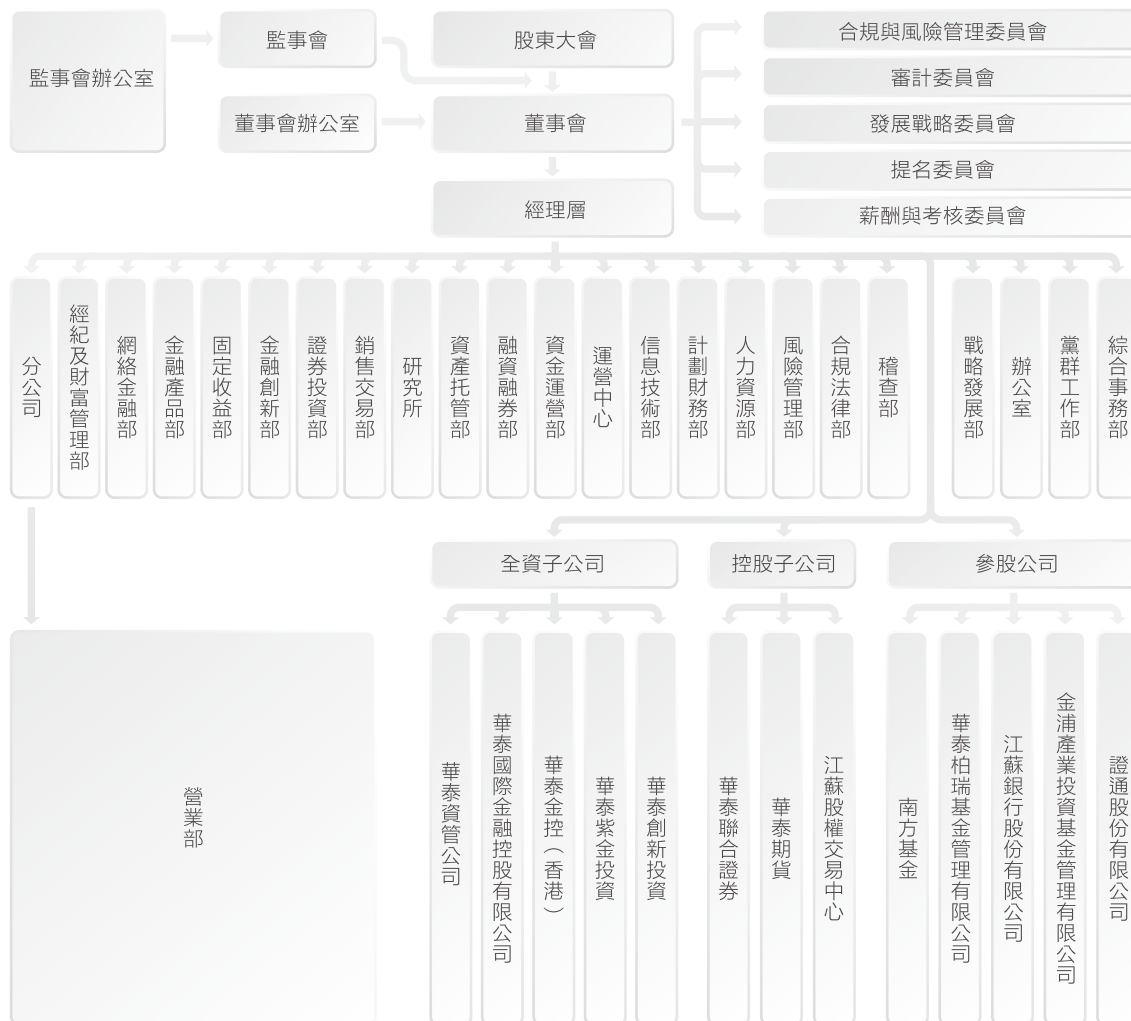 監事會辦公室
監事會
股東大會
合規與風險管理委員會
審計委員會
董事會辦公室
董事會
發展戰略委員會
提名委員會
經理層
薪酬與考核委員會
分公司
經紀及財富管理部
網絡金融部
金融產品部
固定收益部
金融創新部
證券投資部
銷售交易部
研究所
資產托管部
融資融券部
資金運營部
運營中心
信息技術部
計劃財務部
人力資源部
風險管理部
合規法律部
稽查部
戰略發展部
辦公室
黨群工作部
綜合事務部
全資子公司
控股子公司
參股公司
營業部
華泰資管公司
華泰國際金融控股有限公司
華泰金控（香港）
華泰紫金投資
華泰創新投資
華泰聯合證券
華泰期貨
江蘇股權交易中心
南方基金
華泰柏瑞基金管理有限公司
江蘇銀行股份有限公司
金浦產業投資基金管理有限公司
證通股份有限公司